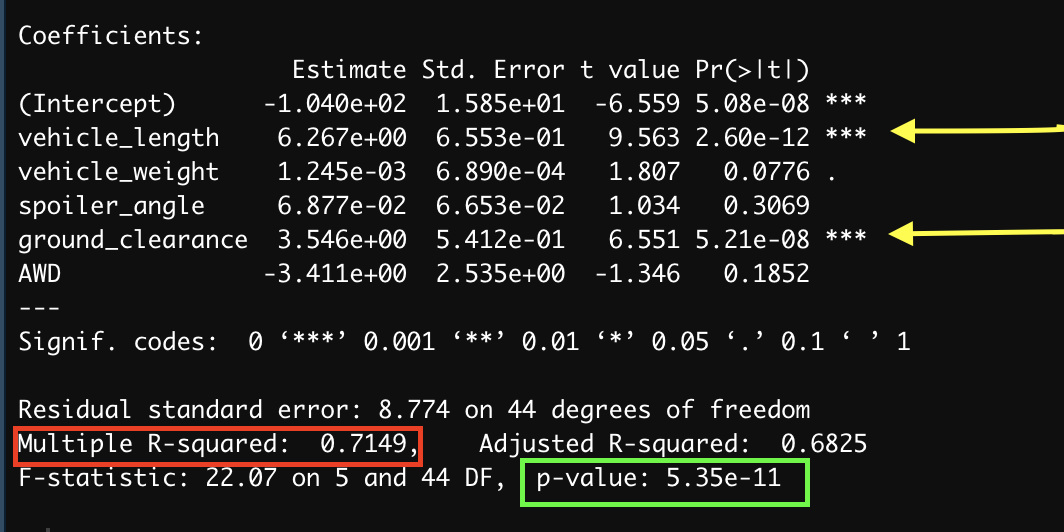 Coefficients:
                  Estimate Std. Error t value Pr(>|t|)
(Intercept)     -1.040e+02  1.585e+01  -6.559 5.08e-08 ***
vehicle_length   6.267e+00  6.553e-01   9.563 2.60e-12 ***
vehicle_weight   1.245e-03  6.890e-04   1.807   0.0776 .
spoiler_angle    6.877e-02  6.653e-02   1.034   0.3069
ground_clearance 3.546e+00  5.412e-01   6.551 5.21e-08 ***
AWD             -3.411e+00  2.535e+00  -1.346   0.1852
---
Signif. codes:  0 ‘***’ 0.001 ‘**’ 0.01 ‘*’ 0.05 ‘.’ 0.1 ‘ ’ 1
Residual standard error: 8.774 on 44 degrees of freedom
Multiple R-squared:  0.7149,    Adjusted R-squared:  0.6825
F-statistic: 22.07 on 5 and 44 DF,  p-value: 5.35e-11